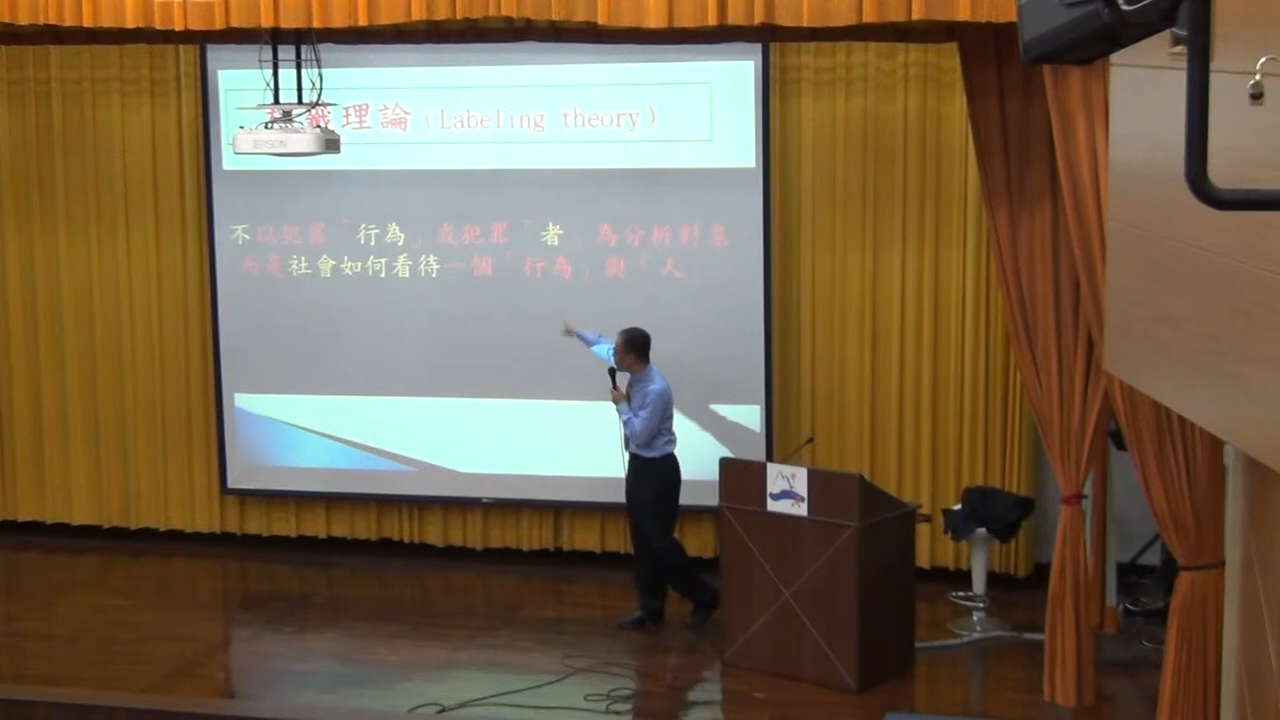 籤理論 (Labeling theory)
EPSON
不以犯罪「行為」或犯罪「者」為分析對象
而是社會如何看待一個「行為」與「人」